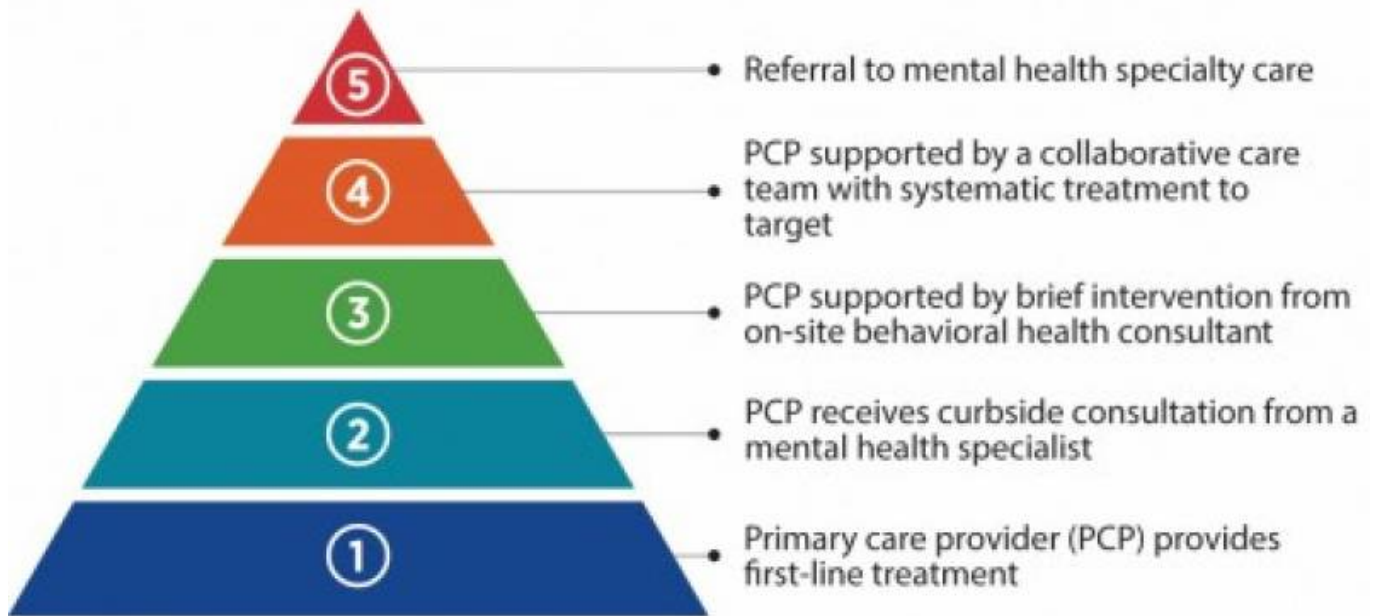 5
Referral to mental health specialty care
4
PCP supported by a collaborative care
team with systematic treatment to
target
3
PCP supported by brief intervention from
on-site behavioral health consultant
2
PCP receives curbside consultation from a
mental health specialist
1
Primary care provider (PCP) provides
first-line treatment